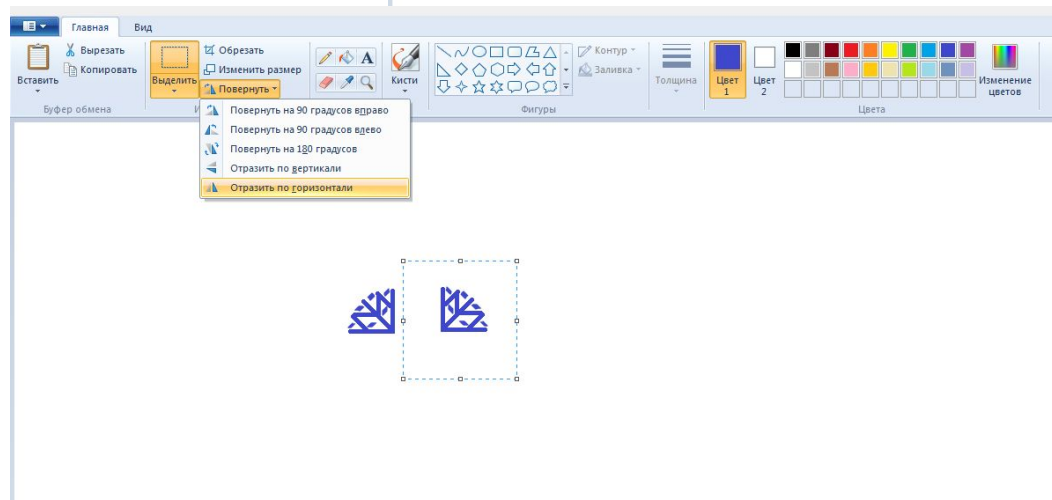 Главная Вид
Вставить
Вырезать
Копировать
Буфер обмена
Выделить
Обрезать
Изменить размер
Повернуть
A
Кисти
Контур
Заливка
Фигуры
Толщина
Цвет
1
Цвет
2
Изменение
цветов
Цвета
Повернуть на 90 градусов вправо
Повернуть на 90 градусов влево
Повернуть на 180 градусов
Отразить по вертикали
Отразить по горизонтали